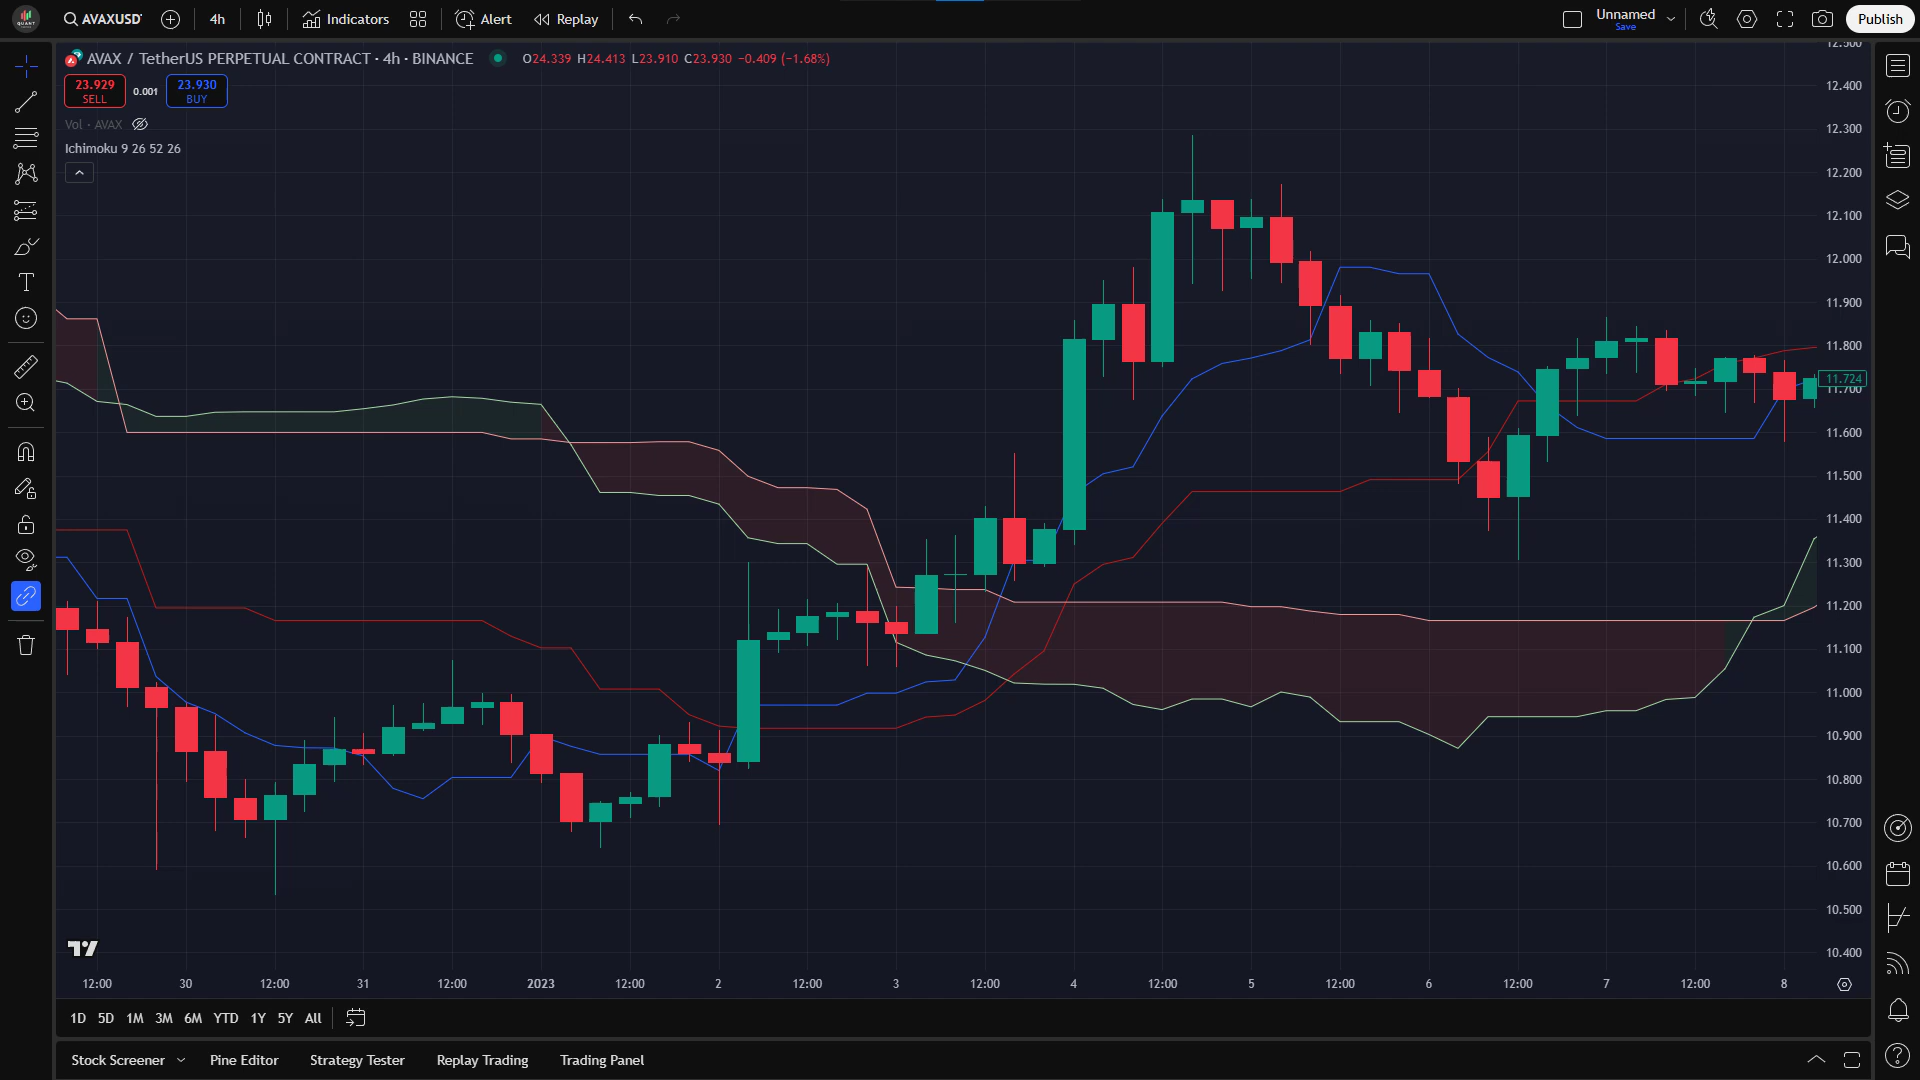 QUANT
AVAXUSD
4h
Indicators
Alert
Replay
Unnamed
Save
Publish
AVAX / TetherUS PERPETUAL CONTRACT · 4h · BINANCE
O24.339 H24.413 L23.910 C23.930 −0.409 (−1.68%)
23.929
SELL
0.001
23.930
BUY
Vol · AVAX
Ichimoku 9 26 52 26
12.500
12.400
12.300
12.200
12.100
12.000
11.900
11.800
11.724
11.700
11.600
11.500
11.400
11.300
11.200
11.100
11.000
10.900
10.800
10.700
10.600
10.500
10.400
12:00 30 12:00 31 12:00 2023 12:00 2 12:00 3 12:00 4 12:00 5 12:00 6 12:00 7 12:00 8
1D 5D 1M 3M 6M YTD 1Y 5Y All
Stock Screener Pine Editor Strategy Tester Replay Trading Trading Panel